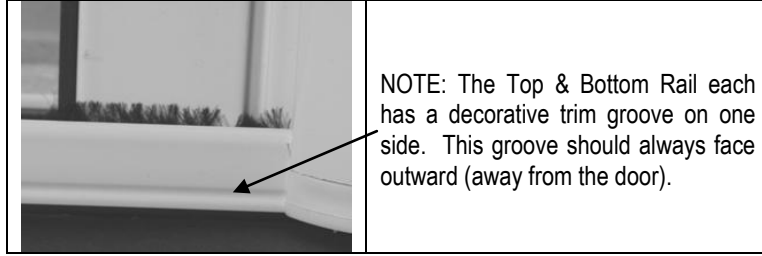 NOTE: The Top & Bottom Rail each
has a decorative trim groove on one
side. This groove should always face
outward (away from the door).